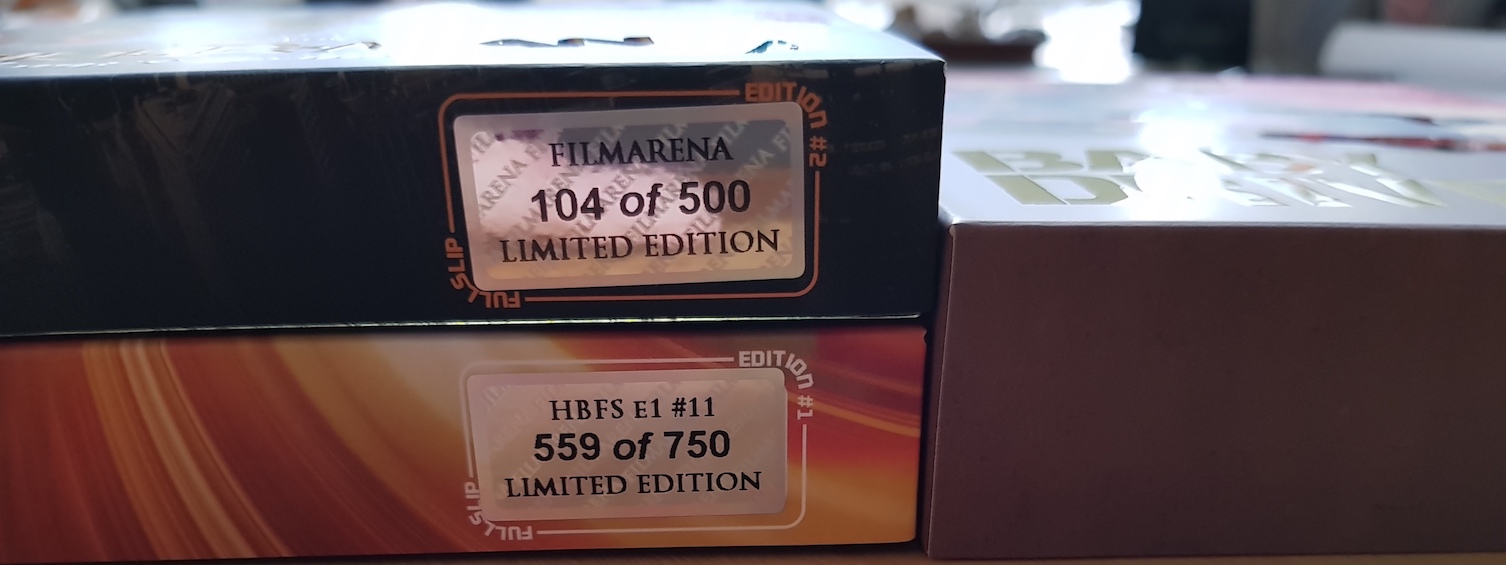 EDITION #2
FILMARENA
104 of 500
LIMITED EDITION
FULLSLIP
EDITION #1
HBFS E1 #11
559 of 750
LIMITED EDITION
FULLSLIP
BABY